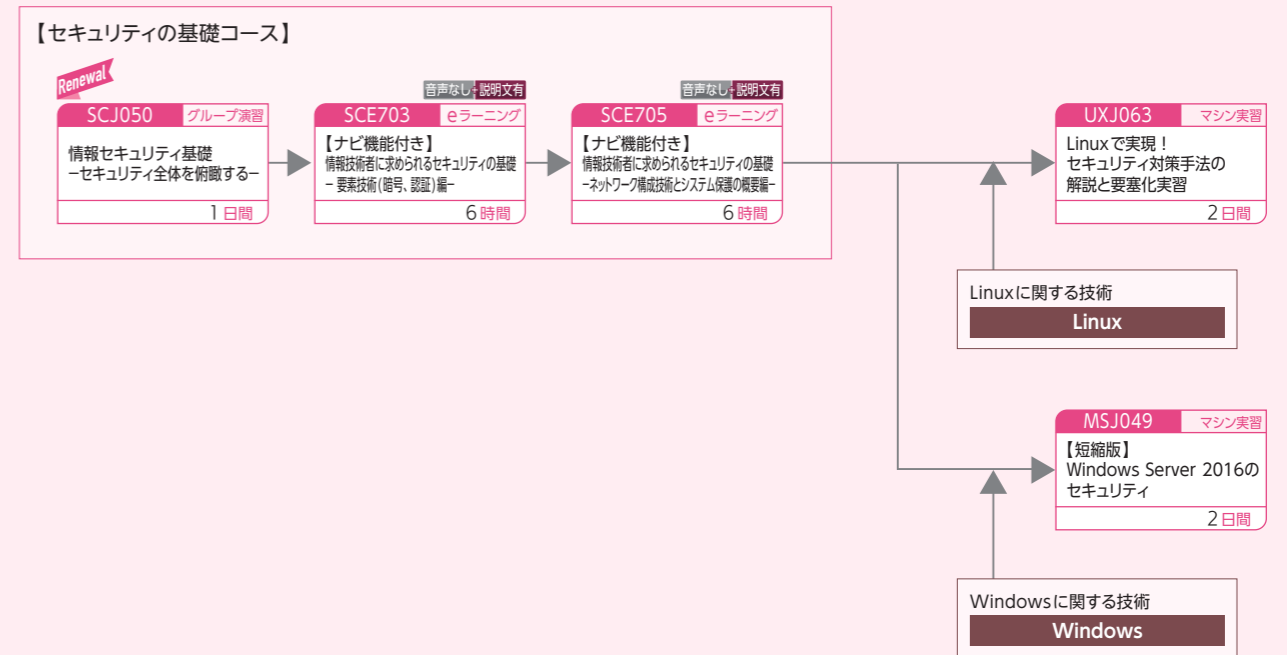 【セキュリティの基礎コース】
Renewal
SCJ050 グループ演習
情報セキュリティ基礎
－セキュリティ全体を俯瞰する－
1日間
音声なし+説明文有
SCE703 eラーニング
【ナビ機能付き】
情報技術者に求められるセキュリティの基礎
－要素技術(暗号、認証)編－
6時間
音声なし+説明文有
SCE705 eラーニング
【ナビ機能付き】
情報技術者に求められるセキュリティの基礎
－ネットワーク構成技術とシステム保護の概要編－
6時間
UXJ063 マシン実習
Linuxで実現！
セキュリティ対策手法の
解説と要塞化実習
2日間
Linuxに関する技術
Linux
MSJ049 マシン実習
【短縮版】
Windows Server 2016の
セキュリティ
2日間
Windowsに関する技術
Windows